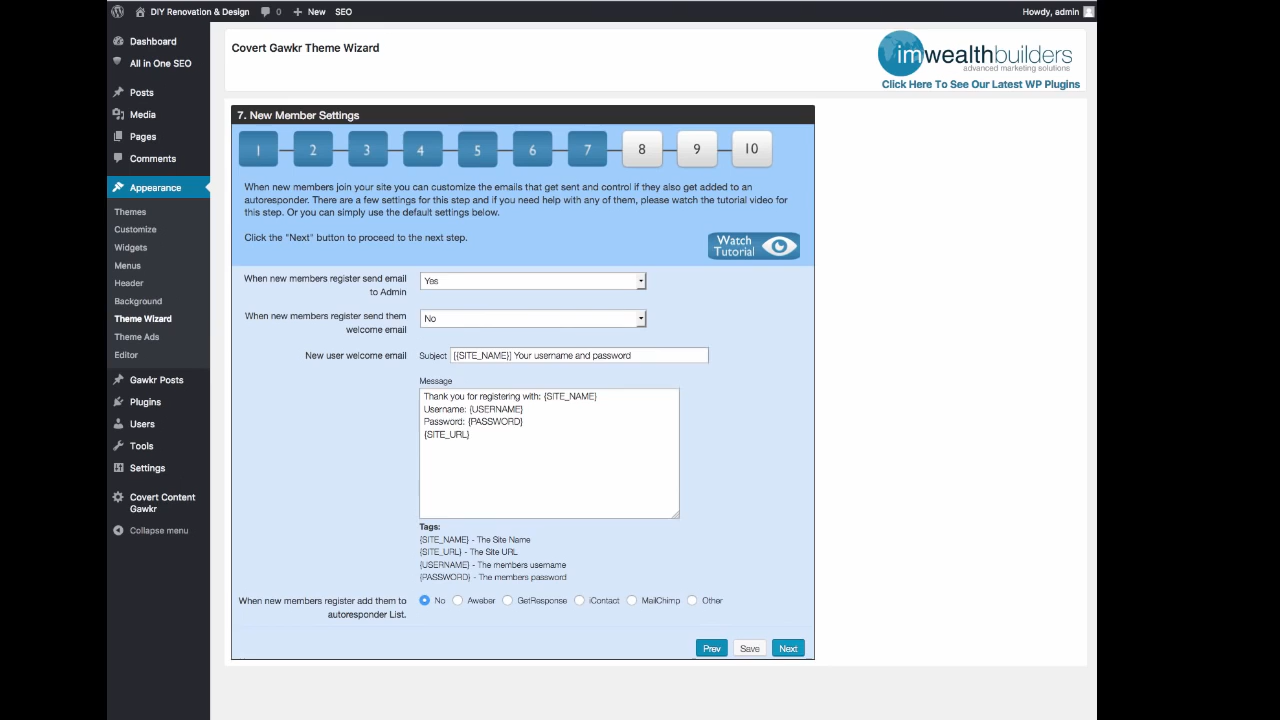 DIY Renovation & Design 0 New SEO Howdy, admin
Dashboard
All in One SEO
Posts
Media
Pages
Comments
Appearance
Themes
Customize
Widgets
Menus
Header
Background
Theme Wizard
Theme Ads
Editor
Gawkr Posts
Plugins
Users
Tools
Settings
Covert Content
Gawkr
Collapse menu
Covert Gawkr Theme Wizard
imwealthbuilders
advanced marketing solutions
Click Here To See Our Latest WP Plugins
7. New Member Settings
1 2 3 4 5 6 7 8 9 10
When new members join your site you can customize the emails that get sent and control if they also get added to an
autoresponder. There are a few settings for this step and if you need help with any of them, please watch the tutorial video for
this step. Or you can simply use the default settings below.
Click the "Next" button to proceed to the next step.
Watch
Tutorial
When new members register send email
to Admin
Yes
When new members register send them
welcome email
No
New user welcome email
Subject [{SITE_NAME}] Your username and password
Message
Thank you for registering with: {SITE_NAME}
Username: {USERNAME}
Password: {PASSWORD}
{SITE_URL}
Tags:
{SITE_NAME} - The Site Name
{SITE_URL} - The Site URL
{USERNAME} - The members username
{PASSWORD} - The members password
When new members register add them to
autoresponder List.
No Aweber GetResponse iContact MailChimp Other
Prev Save Next